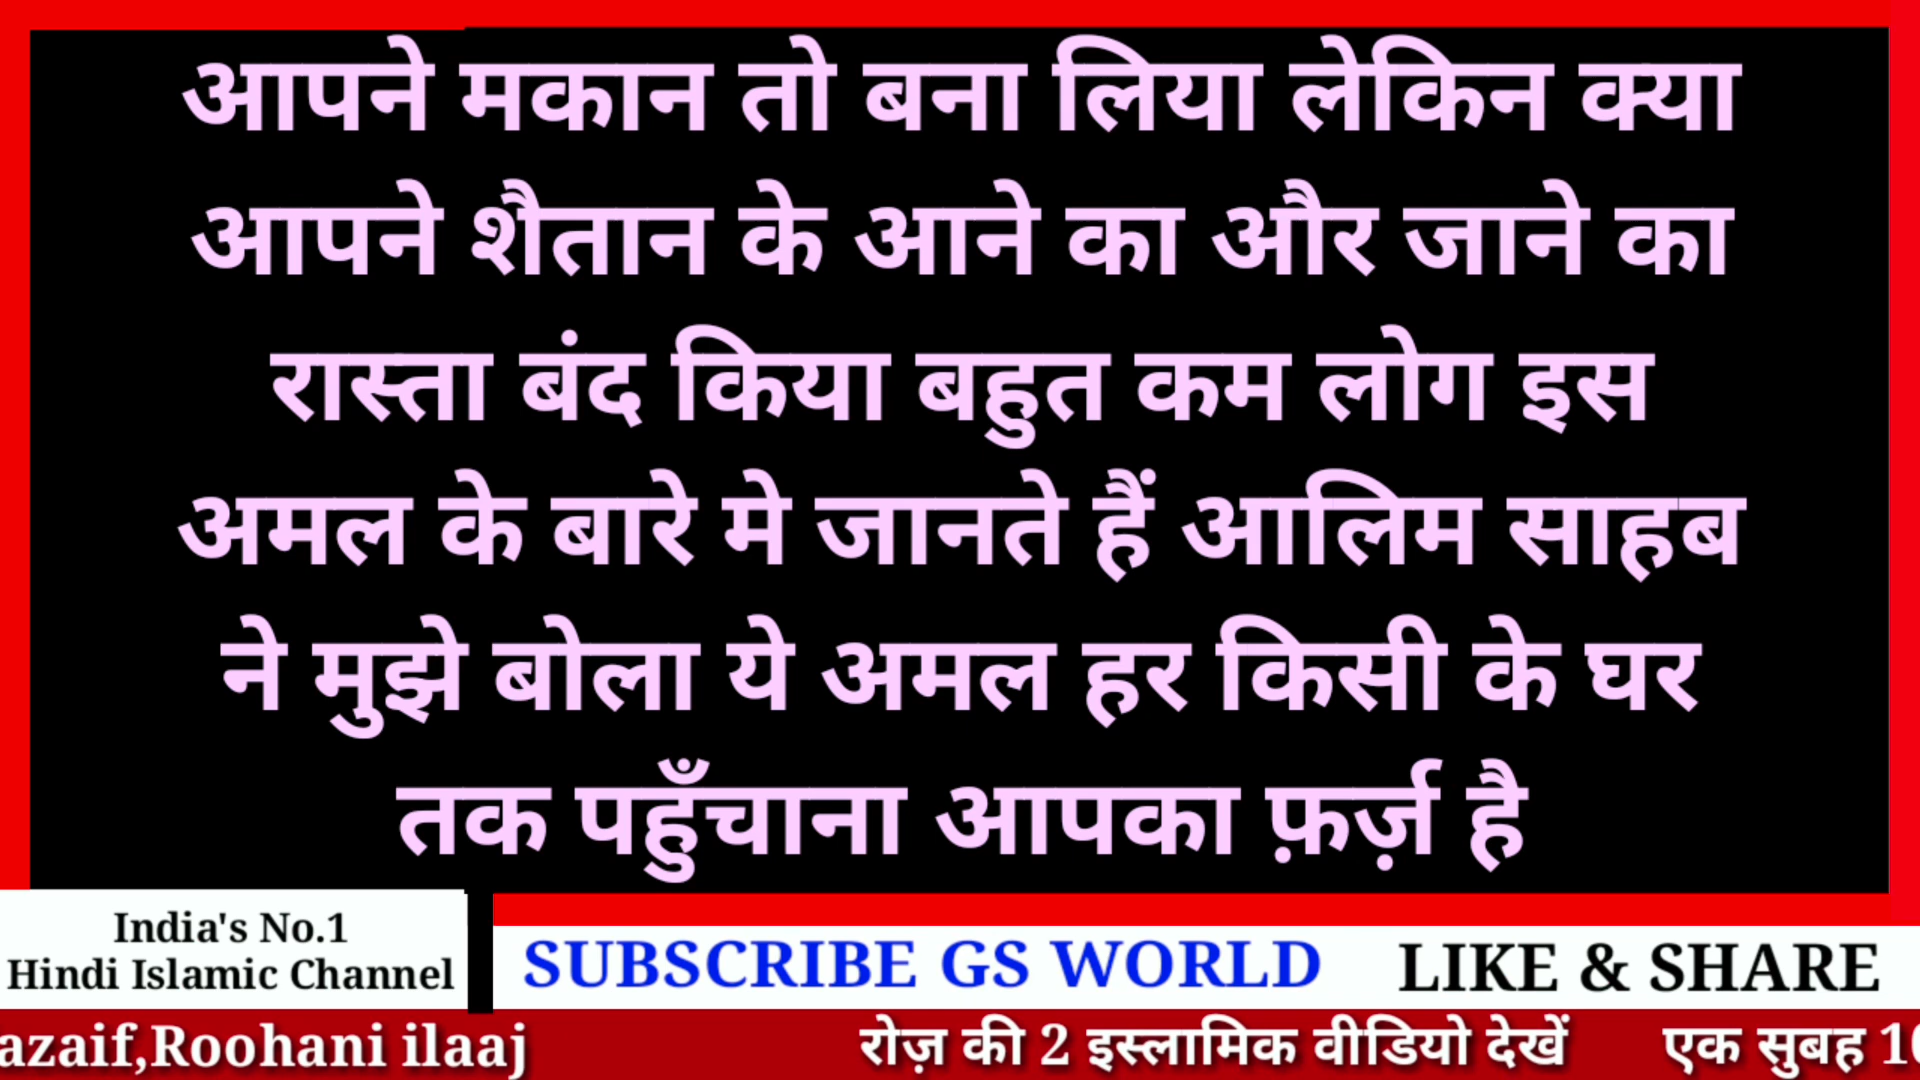 आपने मकान तो बना लिया लेकिन क्या
आपने शैतान के आने का और जाने का
रास्ता बंद किया बहुत कम लोग इस
अमल के बारे मे जानते हैं आलिम साहब
ने मुझे बोला ये अमल हर किसी के घर
तक पहुँचाना आपका फ़र्ज़ है
India's No.1
Hindi Islamic Channel
SUBSCRIBE GS WORLD LIKE & SHARE
azaif,Roohani ilaaj रोज़ की 2 इस्लामिक वीडियो देखें एक सुबह